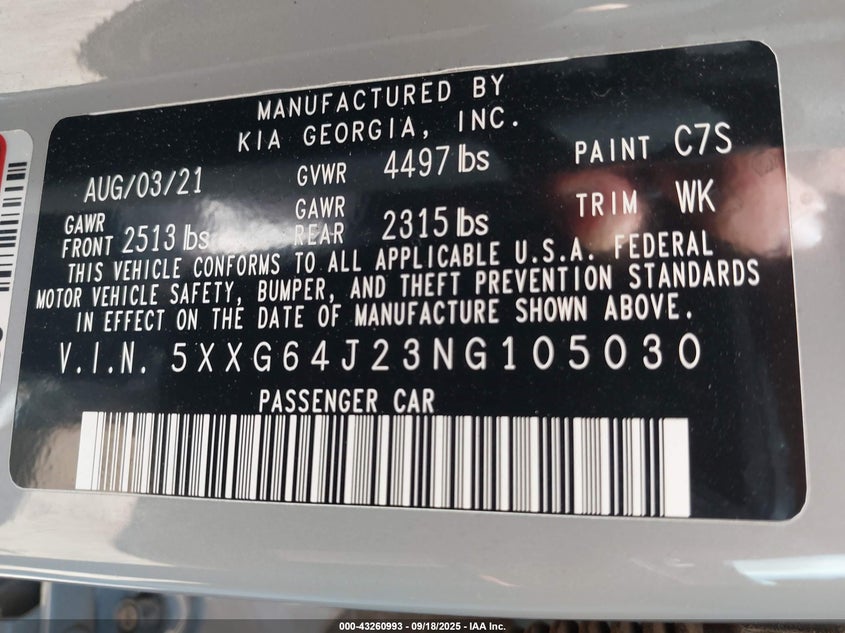 MANUFACTURED BY
KIA GEORGIA, INC.
AUG/03/21 GVWR 4497 lbs PAINT C7S
GAWR FRONT 2513 lbs GAWR REAR 2315 lbs TRIM WK
THIS VEHICLE CONFORMS TO ALL APPLICABLE U.S.A. FEDERAL
MOTOR VEHICLE SAFETY, BUMPER, AND THEFT PREVENTION STANDARDS
IN EFFECT ON THE DATE OF MANUFACTURE SHOWN ABOVE.
V.I.N. 5XXG64J23NG105030
PASSENGER CAR
000-43260993 - 09/18/2025 - IAA Inc.